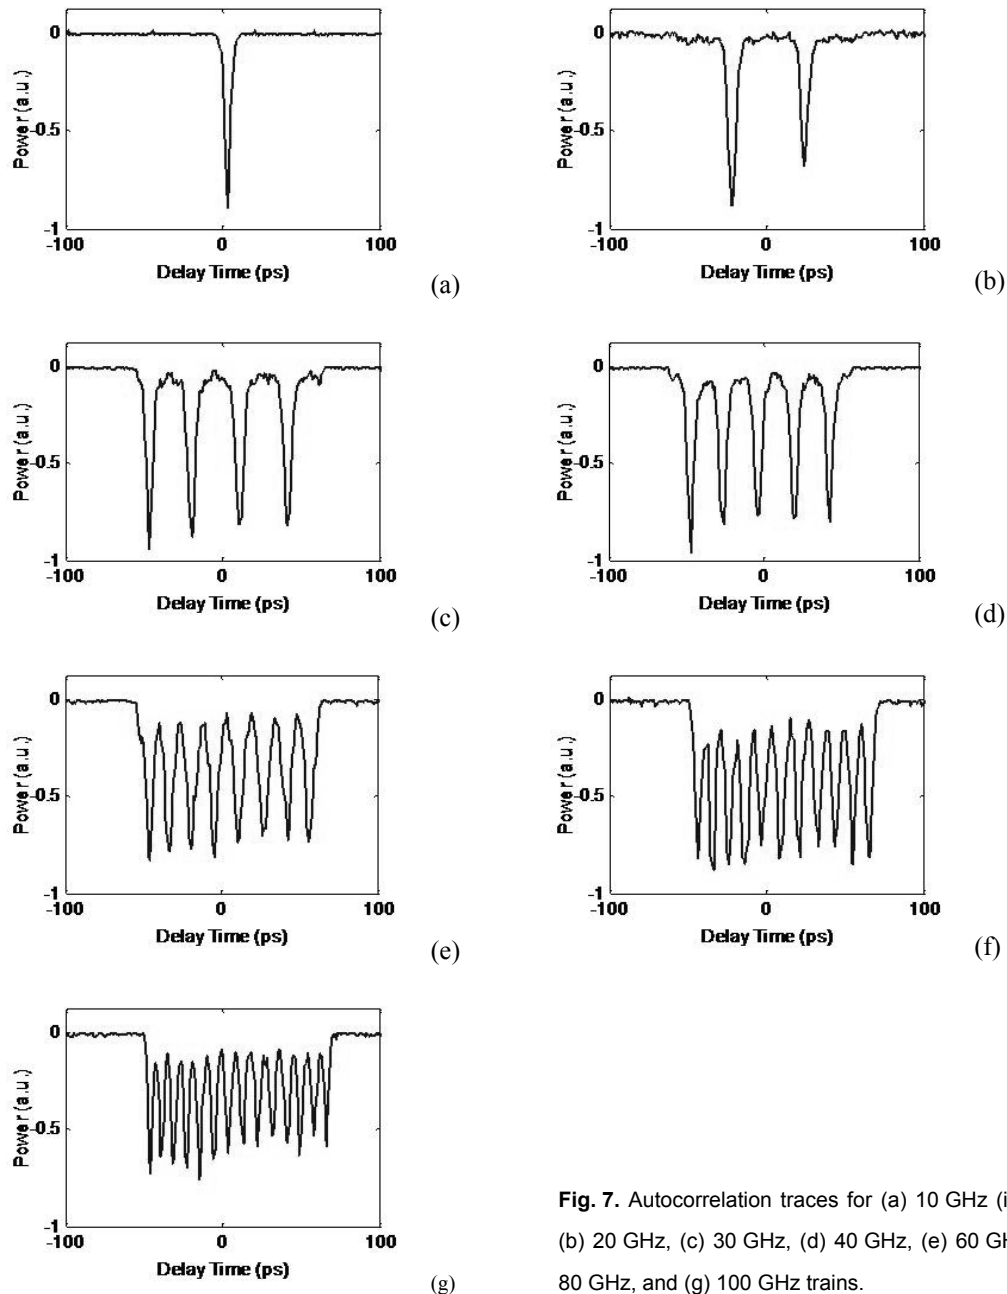 0
-0.5
-1
-100
0
100
Power (a.u.)
Delay Time (ps)
(a)
0
-0.5
-1
-100
0
100
Power (a.u.)
Delay Time (ps)
(b)
0
-0.5
-1
-100
0
100
Power (a.u.)
Delay Time (ps)
(c)
0
-0.5
-1
-100
0
100
Power (a.u.)
Delay Time (ps)
(d)
0
-0.5
-1
-100
0
100
Power (a.u.)
Delay Time (ps)
(e)
0
-0.5
-1
-100
0
100
Power (a.u.)
Delay Time (ps)
(f)
0
-0.5
-1
-100
0
100
Power (a.u.)
Delay Time (ps)
(g)
Fig. 7. Autocorrelation traces for (a) 10 GHz
(b) 20 GHz, (c) 30 GHz, (d) 40 GHz, (e) 60
80 GHz, and (g) 100 GHz trains.